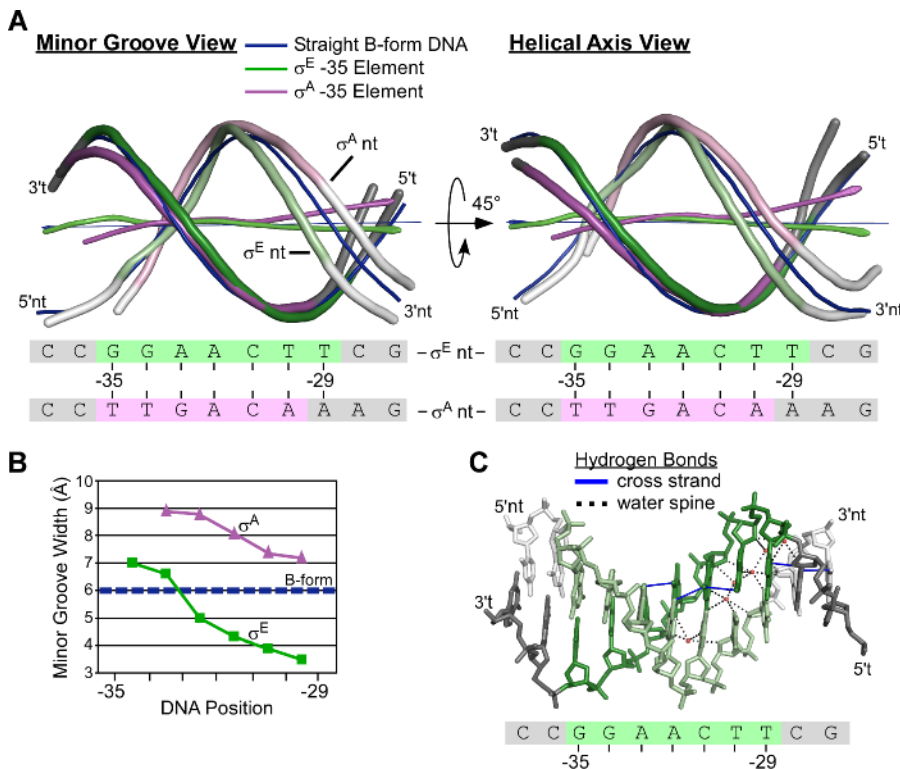 A
Minor Groove View
Straight B-form DNA
σE -35 Element
σA -35 Element
Helical Axis View
σA nt
3't
5't
σE nt
5'nt
3'nt
45°
3't
5't
5'nt
3'nt
C C G G A A C T T C G
-35 -29
C C T T G A C A A A G
–σE nt–
–σA nt–
C C G G A A C T T C G
-35 -29
C C T T G A C A A A G
B
Minor Groove Width (Å)
10
9
8
7
6
5
4
3
σA
B-form
σE
-35 -29
DNA Position
C
Hydrogen Bonds
cross strand
water spine
5'nt
3'nt
3't
5't
C C G G A A C T T C G
-35 -29